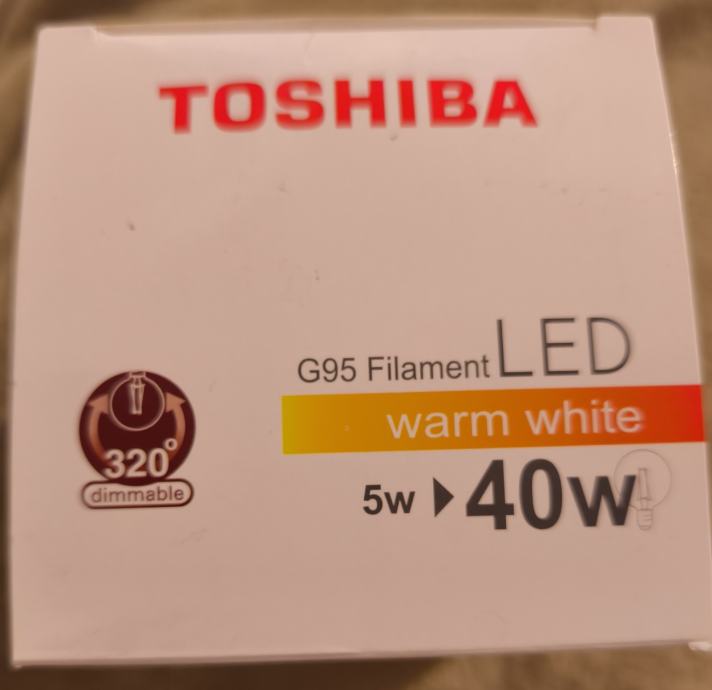 TOSHIBA
G95 Filament LED
warm white
5w ▶ 40w
320°
dimmable